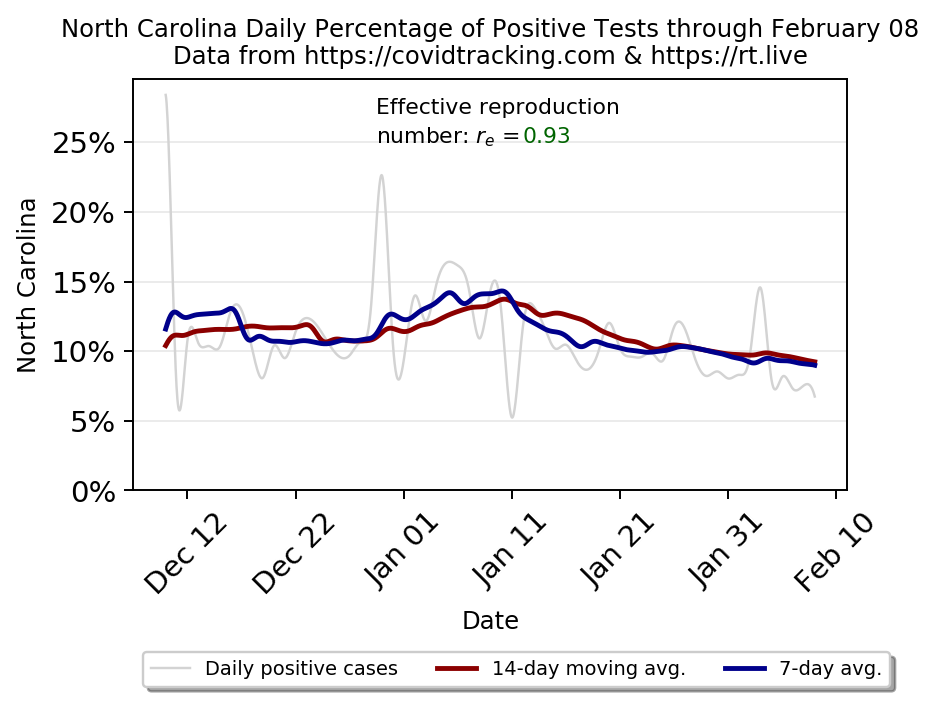 North Carolina Daily Percentage of Positive Tests through February 08
Data from https://covidtracking.com & https://rt.live
Effective reproduction
number: rₑ =0.93
25%
20%
15%
10%
5%
0%
North Carolina
Dec 12
Dec 22
Jan 01
Jan 11
Jan 21
Jan 31
Feb 10
Date
Daily positive cases
14-day moving avg.
7-day avg.